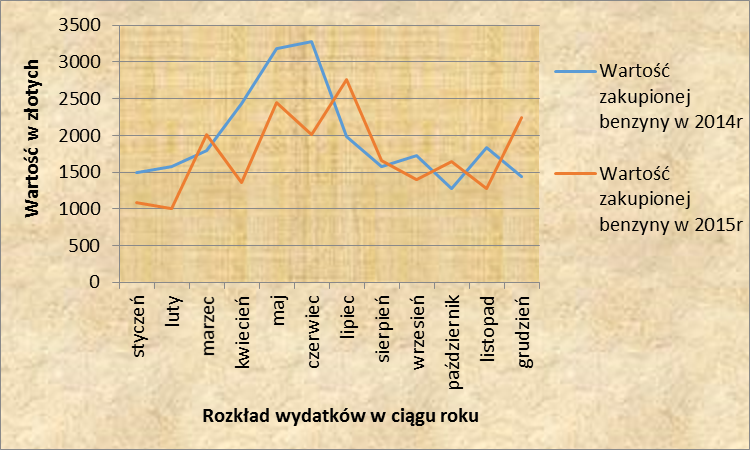 3500
3000
2500
2000
1500
1000
500
0
Wartość w złotych
styczeń
luty
marzec
kwiecień
maj
czerwiec
lipiec
sierpień
wrzesień
październik
listopad
grudzień
Rozkład wydatków w ciągu roku
Wartość
zakupionej
benzyny w 2014r
Wartość
zakupionej
benzyny w 2015r